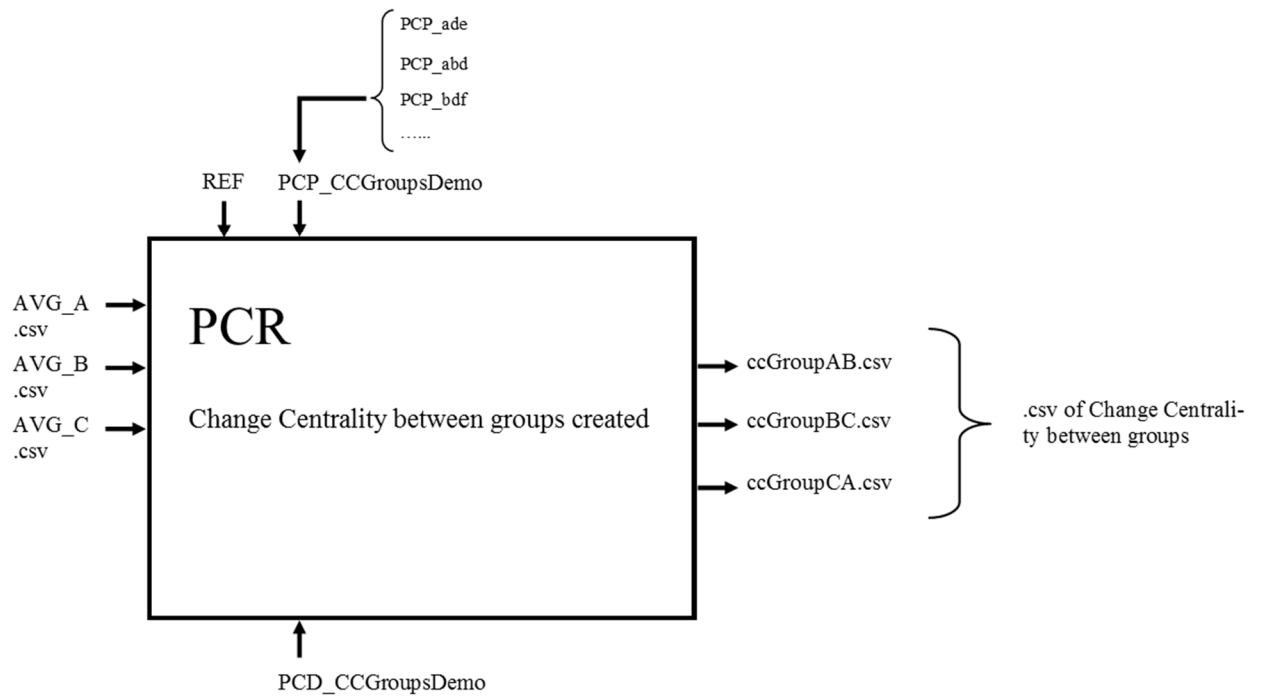 PCP_ade
PCP_abd
PCP_bdf
…...
REF
PCP_CCGroupsDemo
AVG_A
.csv
AVG_B
.csv
AVG_C
.csv
PCR
Change Centrality between groups created
ccGroupAB.csv
ccGroupBC.csv
ccGroupCA.csv
.csv of Change Centrali-
ty between groups
PCD_CCGroupsDemo